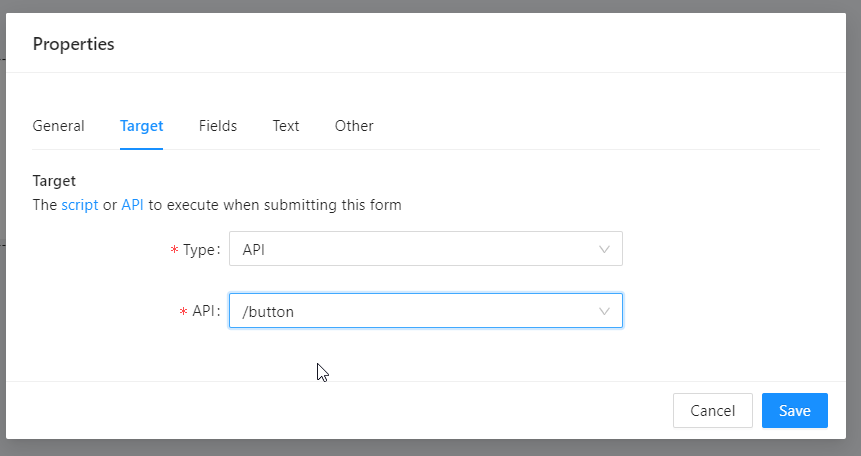 Properties
General Target Fields Text Other
Target
The script or API to execute when submitting this form
* Type: API
* API: /button
Cancel Save